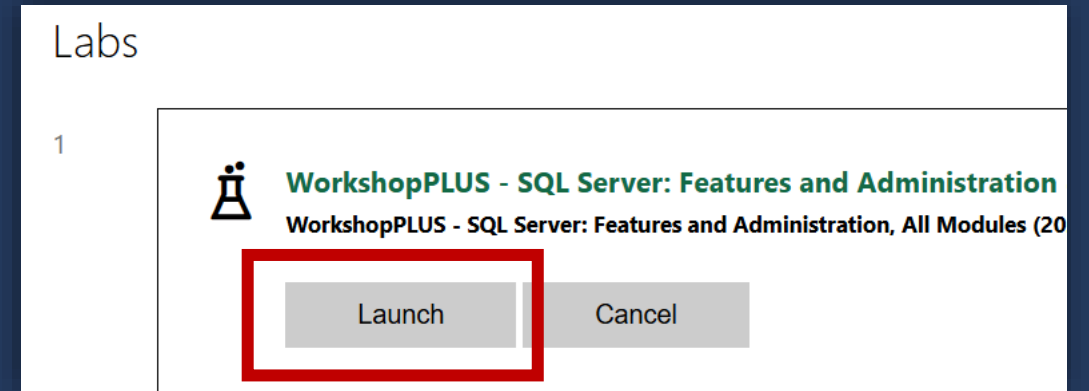 Labs
1
WorkshopPLUS - SQL Server: Features and Administration
WorkshopPLUS - SQL Server: Features and Administration, All Modules (20
Launch Cancel